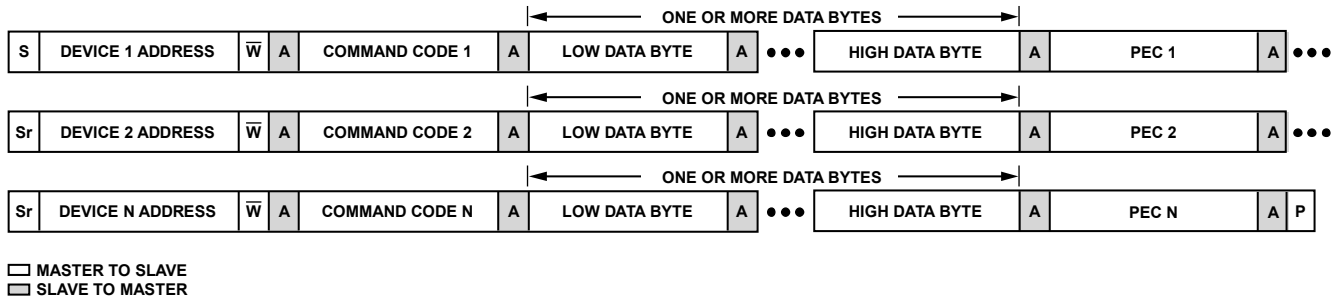 ONE OR MORE DATA BYTES
S DEVICE 1 ADDRESS W̅ A COMMAND CODE 1 A LOW DATA BYTE A ••• HIGH DATA BYTE A PEC 1 A •••
ONE OR MORE DATA BYTES
Sr DEVICE 2 ADDRESS W̅ A COMMAND CODE 2 A LOW DATA BYTE A ••• HIGH DATA BYTE A PEC 2 A •••
ONE OR MORE DATA BYTES
Sr DEVICE N ADDRESS W̅ A COMMAND CODE N A LOW DATA BYTE A ••• HIGH DATA BYTE A PEC N A P
MASTER TO SLAVE
SLAVE TO MASTER